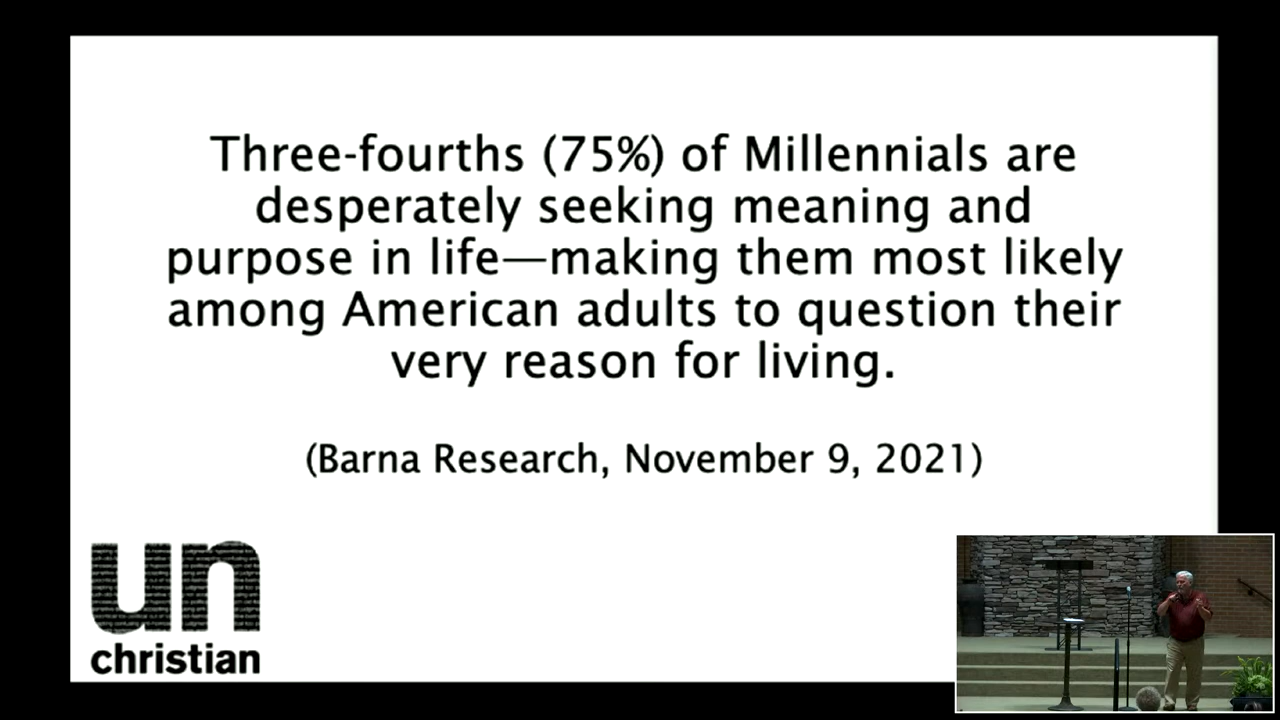 Three-fourths (75%) of Millennials are
desperately seeking meaning and
purpose in life—making them most likely
among American adults to question their
very reason for living.
(Barna Research, November 9, 2021)
un
christian